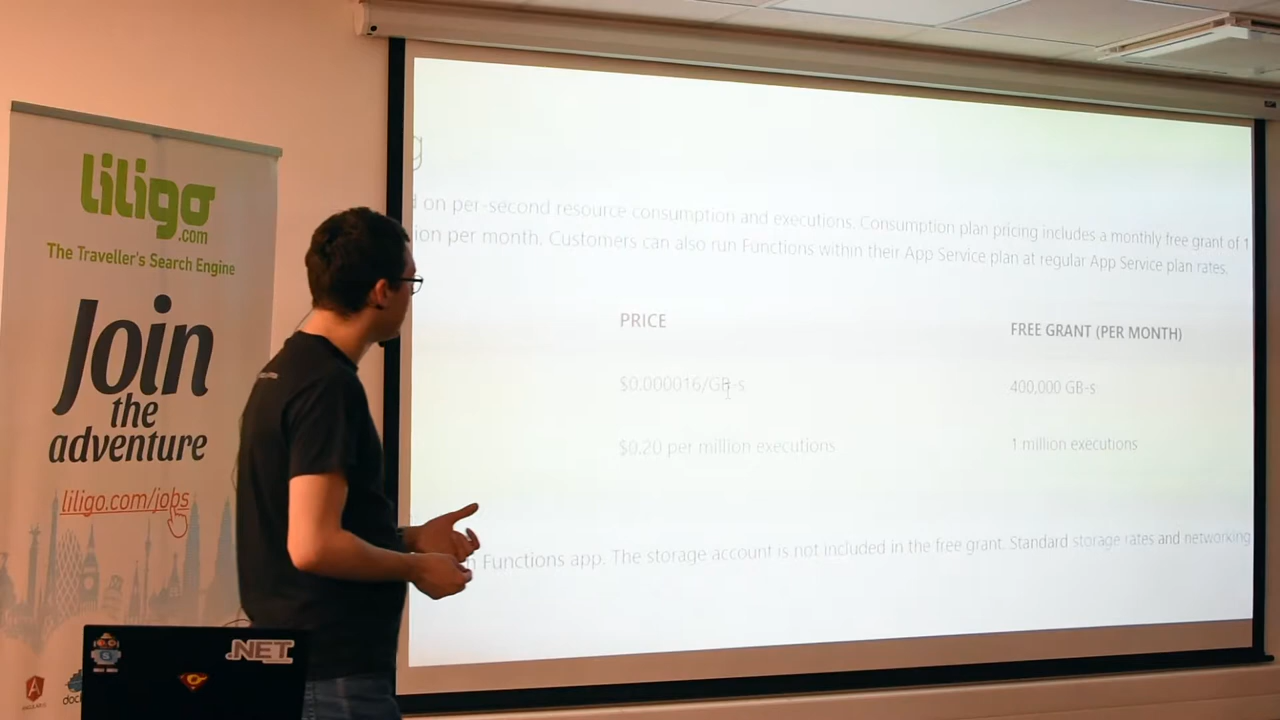 liligo
.com
The Traveller's Search Engine
Join
the
adventure
liligo.com/jobs
on per-second resource consumption and executions. Consumption plan pricing includes a monthly free grant of 1
per month. Customers can also run Functions within their App Service plan at regular App Service plan rates.
PRICE
FREE GRANT (PER MONTH)
$0.000016/GB-s
400,000 GB-s
$0.20 per million executions
1 million executions
Functions app. The storage account is not included in the free grant. Standard storage rates and networking
.NET